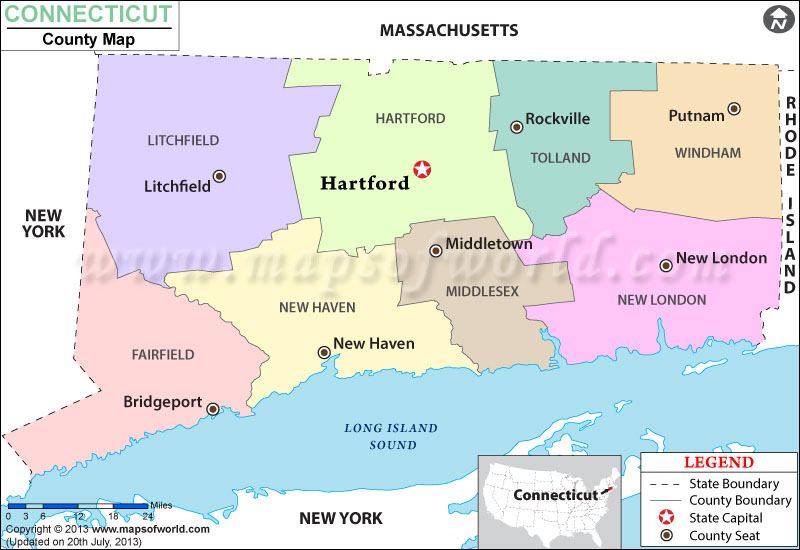 CONNECTICUT
County Map
MASSACHUSETTS
N
RHODE ISLAND
NEW
YORK
LITCHFIELD
Litchfield
HARTFORD
Hartford
Rockville
TOLLAND
Putnam
WINDHAM
www.mapsofworld.com
Middletown
MIDDLESEX
New London
NEW LONDON
NEW HAVEN
New Haven
FAIRFIELD
Bridgeport
LONG ISLAND
SOUND
NEW YORK
Connecticut
LEGEND
State Boundary
County Boundary
State Capital
County Seat
Miles
0 3 6 12 18 24
Copyright © 2013 www.mapsofworld.com
(Updated on 20th July, 2013)